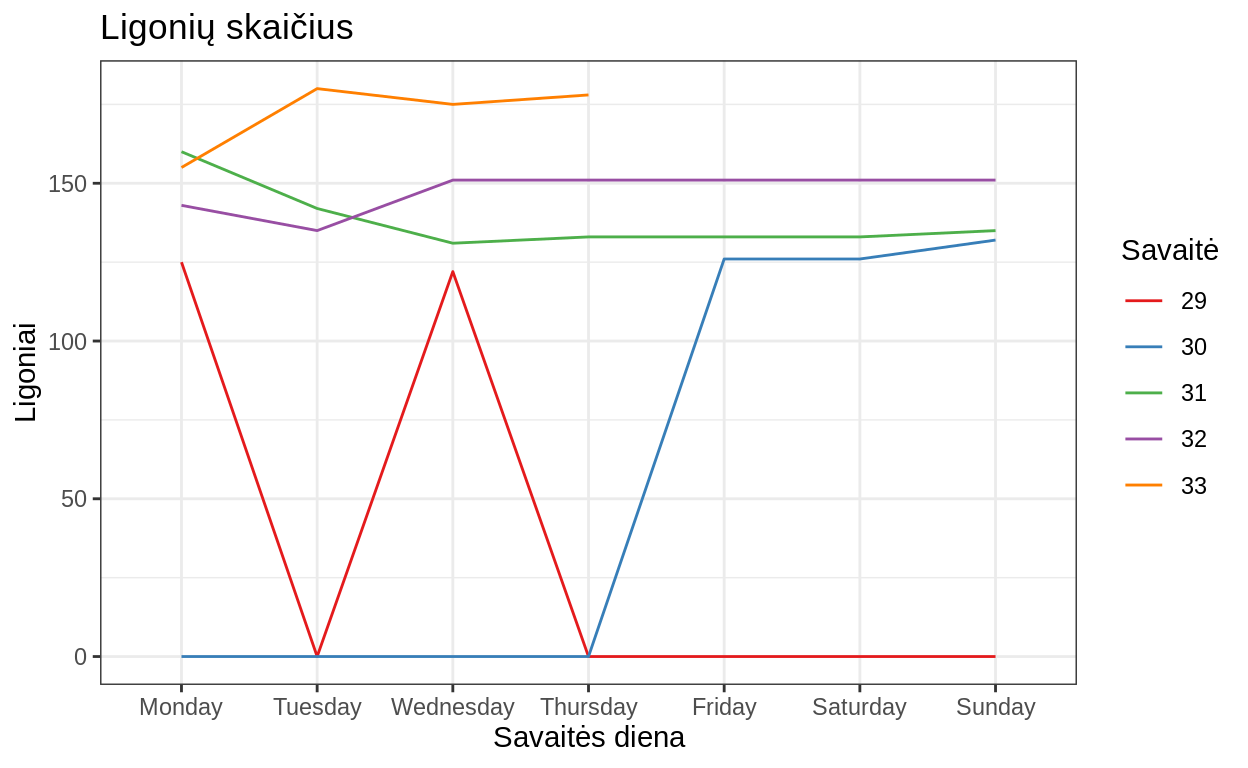 Ligonių skaičius
Ligoniai
150
100
50
0
Monday Tuesday Wednesday Thursday Friday Saturday Sunday
Savaitės diena
Savaitė
29
30
31
32
33